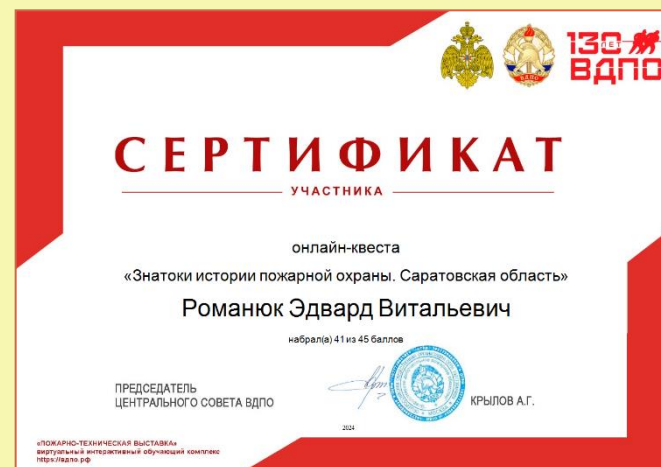 130 ЛЕТ
ВДПО
СЕРТИФИКАТ
УЧАСТНИКА
онлайн-квеста
«Знатоки истории пожарной охраны. Саратовская область»
Романюк Эдвард Витальевич
набрал(а) 41 из 45 баллов
ПРЕДСЕДАТЕЛЬ
ЦЕНТРАЛЬНОГО СОВЕТА ВДПО
КРЫЛОВ А.Г.
2024
«ПОЖАРНО-ТЕХНИЧЕСКАЯ ВЫСТАВКА»
виртуальный интерактивный обучающий комплекс
https://вдпо.рф